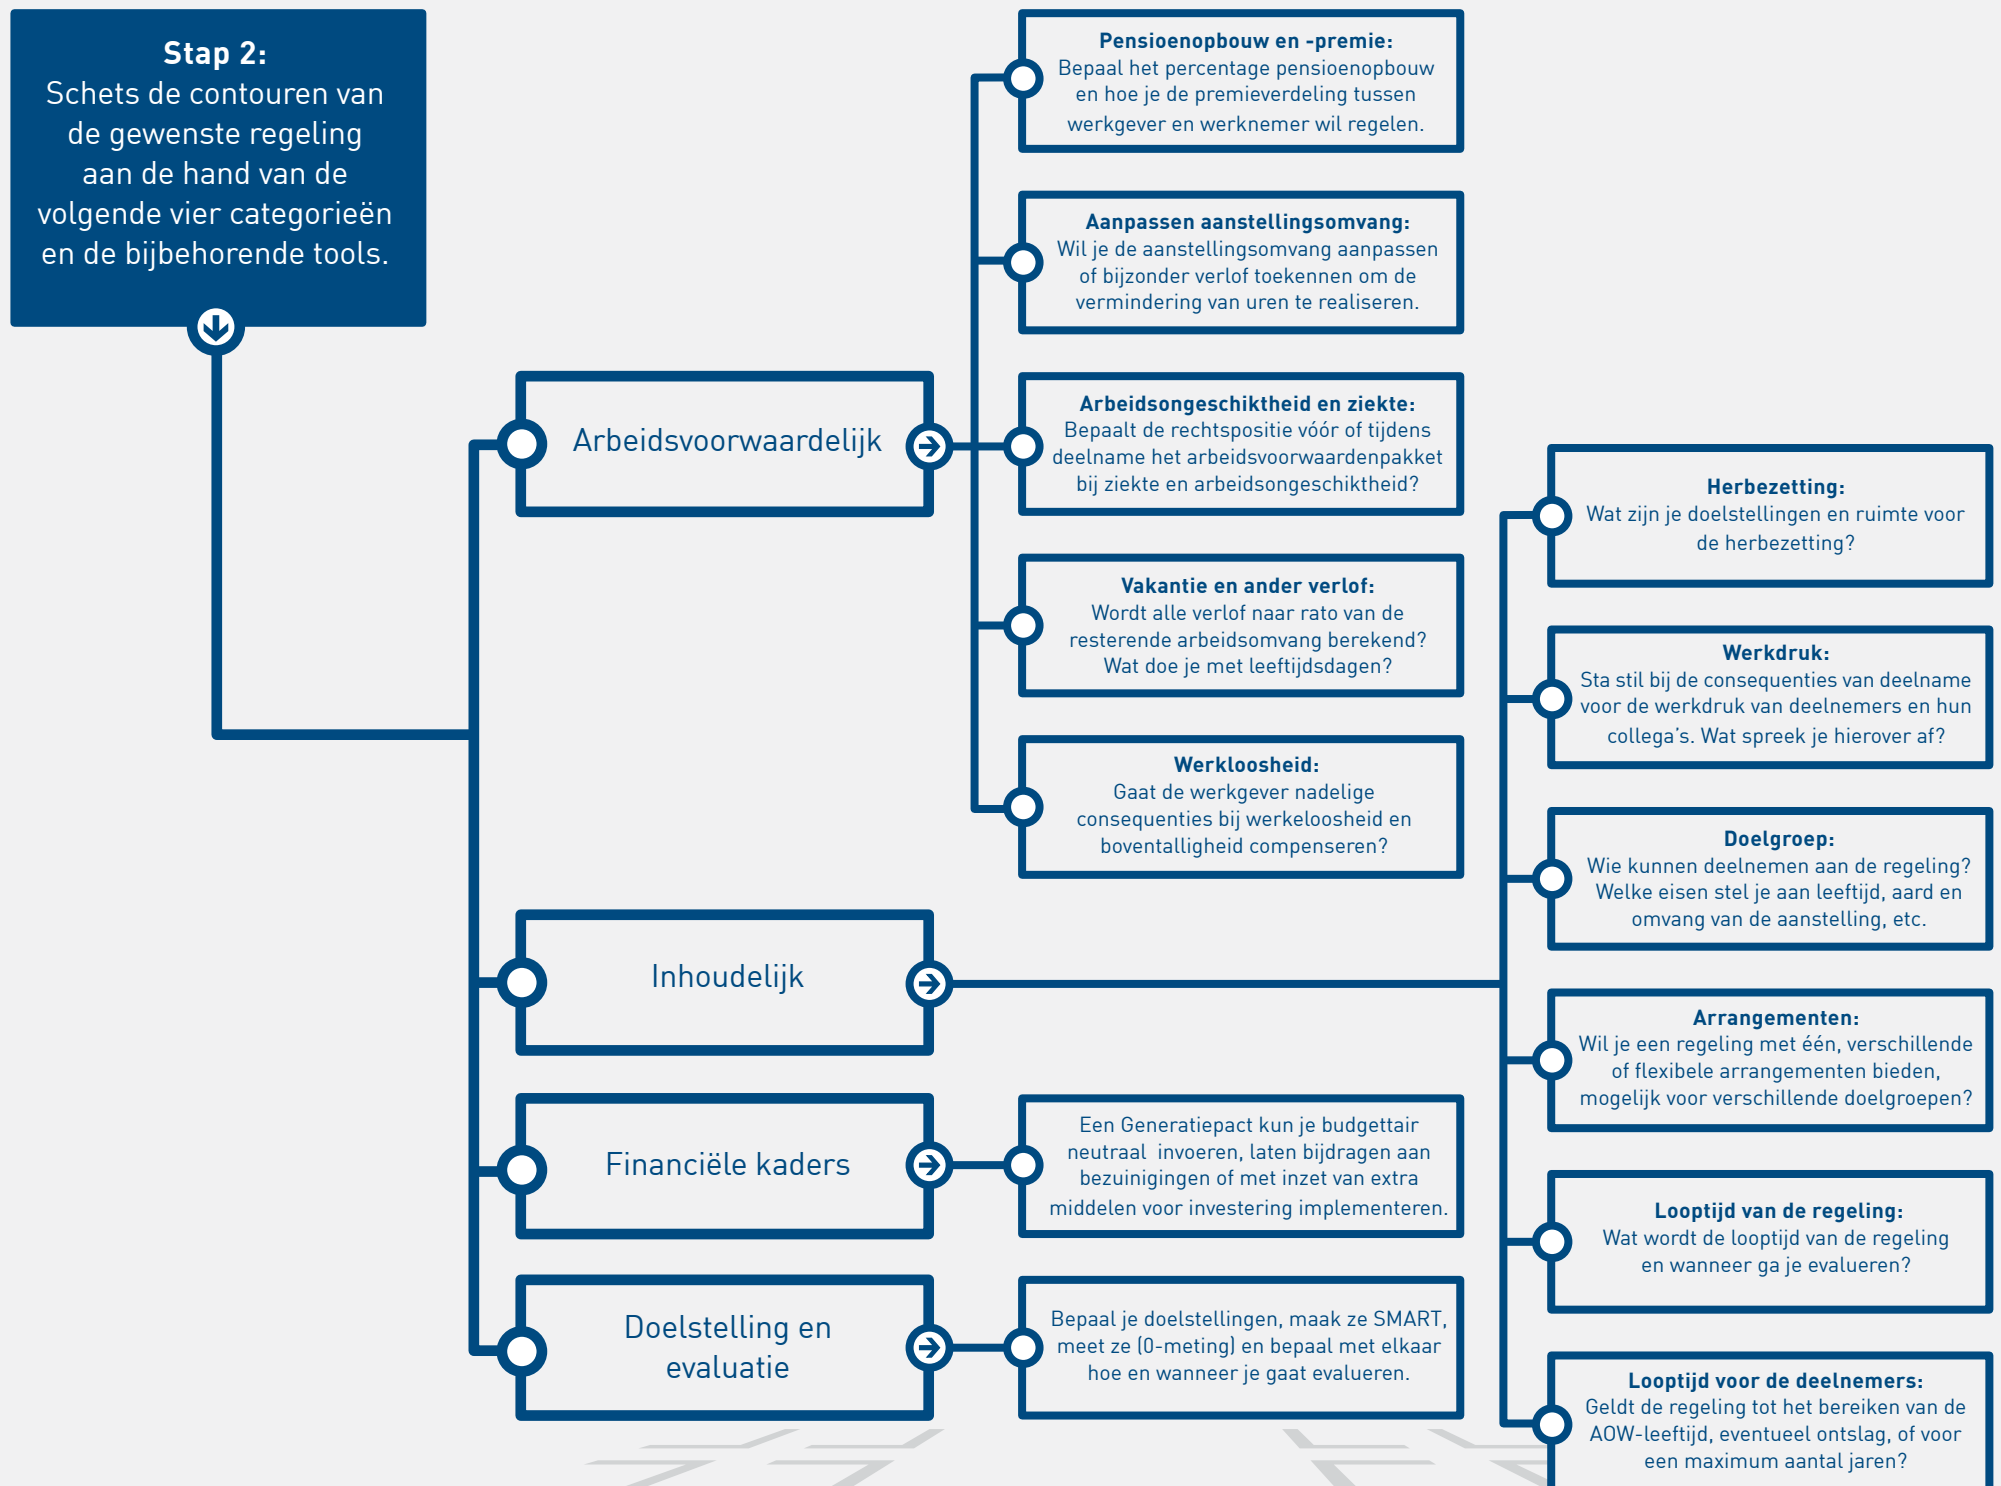 Stap 2:
Schets de contouren van
de gewenste regeling
aan de hand van de
volgende vier categorieën
en de bijbehorende tools.
Arbeidsvoorwaardelijk
Pensioenopbouw en -premie:
Bepaal het percentage pensioenopbouw
en hoe je de premieverdeling tussen
werkgever en werknemer wil regelen.
Aanpassen aanstellingsomvang:
Wil je de aanstellingsomvang aanpassen
of bijzonder verlof toekennen om de
vermindering van uren te realiseren.
Arbeidsongeschiktheid en ziekte:
Bepaalt de rechtspositie vóór of tijdens
deelname het arbeidsvoorwaardenpakket
bij ziekte en arbeidsongeschiktheid?
Vakantie en ander verlof:
Wordt alle verlof naar rato van de
resterende arbeidsomvang berekend?
Wat doe je met leeftijdsdagen?
Werkloosheid:
Gaat de werkgever nadelige
consequenties bij werkeloosheid en
boventalligheid compenseren?
Inhoudelijk
Herbezetting:
Wat zijn je doelstellingen en ruimte voor
de herbezetting?
Werkdruk:
Sta stil bij de consequenties van deelname
voor de werkdruk van deelnemers en hun
collega's. Wat spreek je hierover af?
Doelgroep:
Wie kunnen deelnemen aan de regeling?
Welke eisen stel je aan leeftijd, aard en
omvang van de aanstelling, etc.
Arrangementen:
Wil je een regeling met één, verschillende
of flexibele arrangementen bieden,
mogelijk voor verschillende doelgroepen?
Looptijd van de regeling:
Wat wordt de looptijd van de regeling
en wanneer ga je evalueren?
Looptijd voor de deelnemers:
Geldt de regeling tot het bereiken van de
AOW-leeftijd, eventueel ontslag, of voor
een maximum aantal jaren?
Financiële kaders
Een Generatiepact kun je budgettair
neutraal invoeren, laten bijdragen aan
bezuinigingen of met inzet van extra
middelen voor investering implementeren.
Doelstelling en
evaluatie
Bepaal je doelstellingen, maak ze SMART,
meet ze (0-meting) en bepaal met elkaar
hoe en wanneer je gaat evalueren.